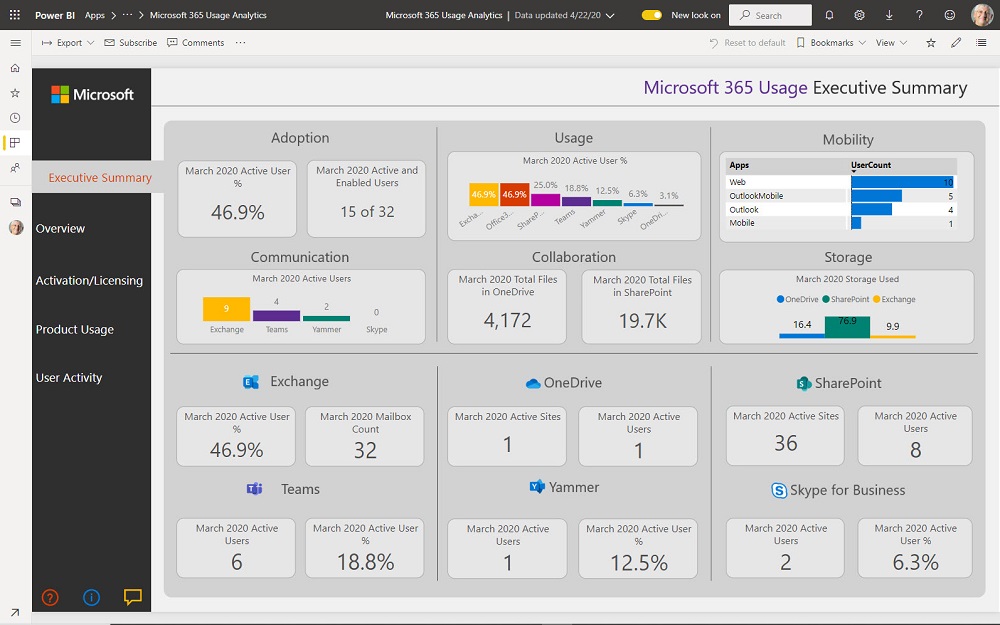 Power BI Apps > ··· > Microsoft 365 Usage Analytics
Microsoft 365 Usage Analytics | Data updated 4/22/20
New look on
Search
Export
Subscribe
Comments
···
Reset to default
Bookmarks
View
Microsoft
Executive Summary
Overview
Activation/Licensing
Product Usage
User Activity
Microsoft 365 Usage Executive Summary
Adoption
March 2020 Active User
%
46.9%
March 2020 Active and
Enabled Users
15 of 32
Usage
March 2020 Active User %
46.9% 46.9% 25.0% 18.8% 12.5% 6.3% 3.1%
Excha... Office3... ShareP... Teams Yammer Skype OneDri...
Mobility
Apps UserCount
Web 10
OutlookMobile 5
Outlook 4
Mobile 1
Communication
March 2020 Active Users
9 4 2 0
Exchange Teams Yammer Skype
Collaboration
March 2020 Total Files
in OneDrive
4,172
March 2020 Total Files
in SharePoint
19.7K
Storage
March 2020 Storage Used
OneDrive SharePoint Exchange
16.4 76.9 9.9
Exchange
March 2020 Active User
%
46.9%
March 2020 Mailbox
Count
32
OneDrive
March 2020 Active Sites
1
March 2020 Active
Users
1
SharePoint
March 2020 Active Sites
36
March 2020 Active
Users
8
Teams
March 2020 Active
Users
6
March 2020 Active User
%
18.8%
Yammer
March 2020 Active
Users
1
March 2020 Active User
%
12.5%
Skype for Business
March 2020 Active
Users
2
March 2020 Active User
%
6.3%